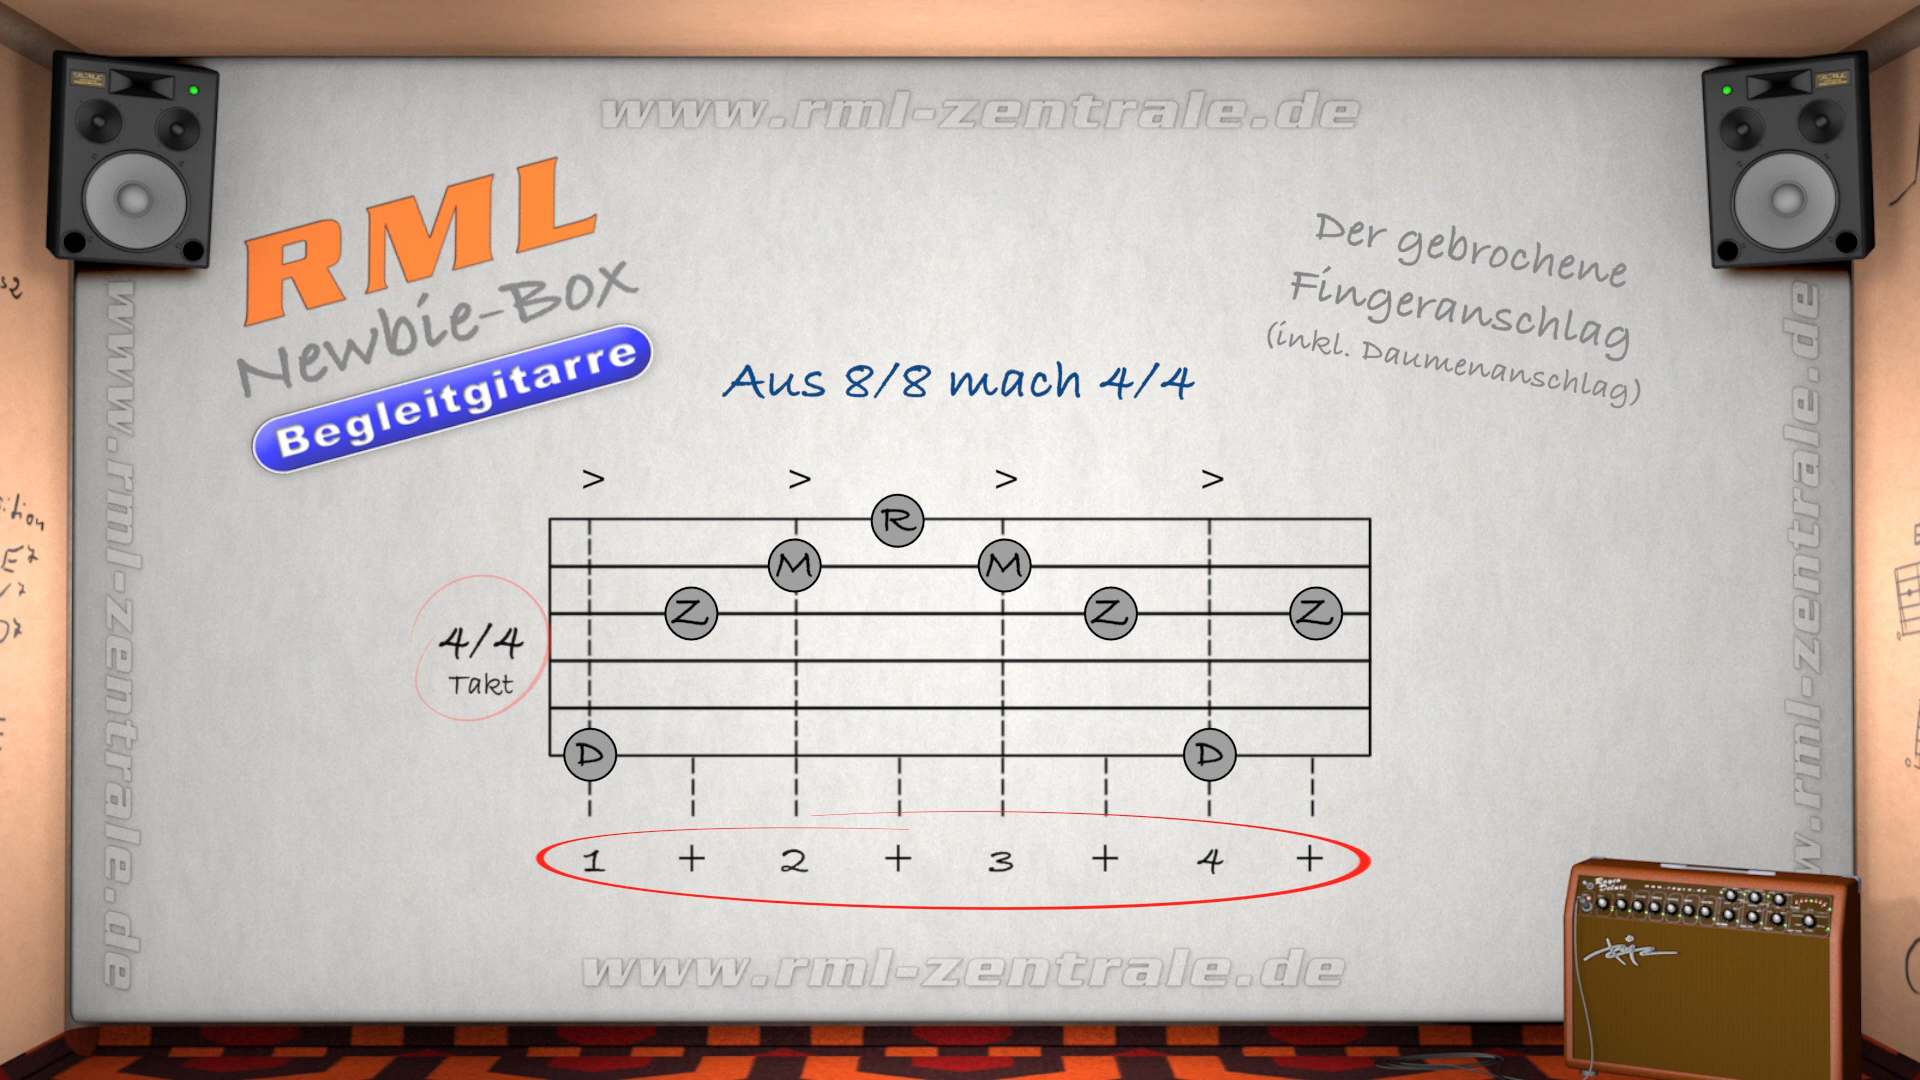 www.rml-zentrale.de
RML
Newbie-Box
Begleitgitarre
Der gebrochene
Fingeranschlag
(inkl. Daumenanschlag)
Aus 8/8 mach 4/4
> > > >
R
M M
Z Z Z
4/4
Takt
D D
1 + 2 + 3 + 4 +
www.rml-zentrale.de
www.rml-zentrale.de
www.rml-zentrale.de